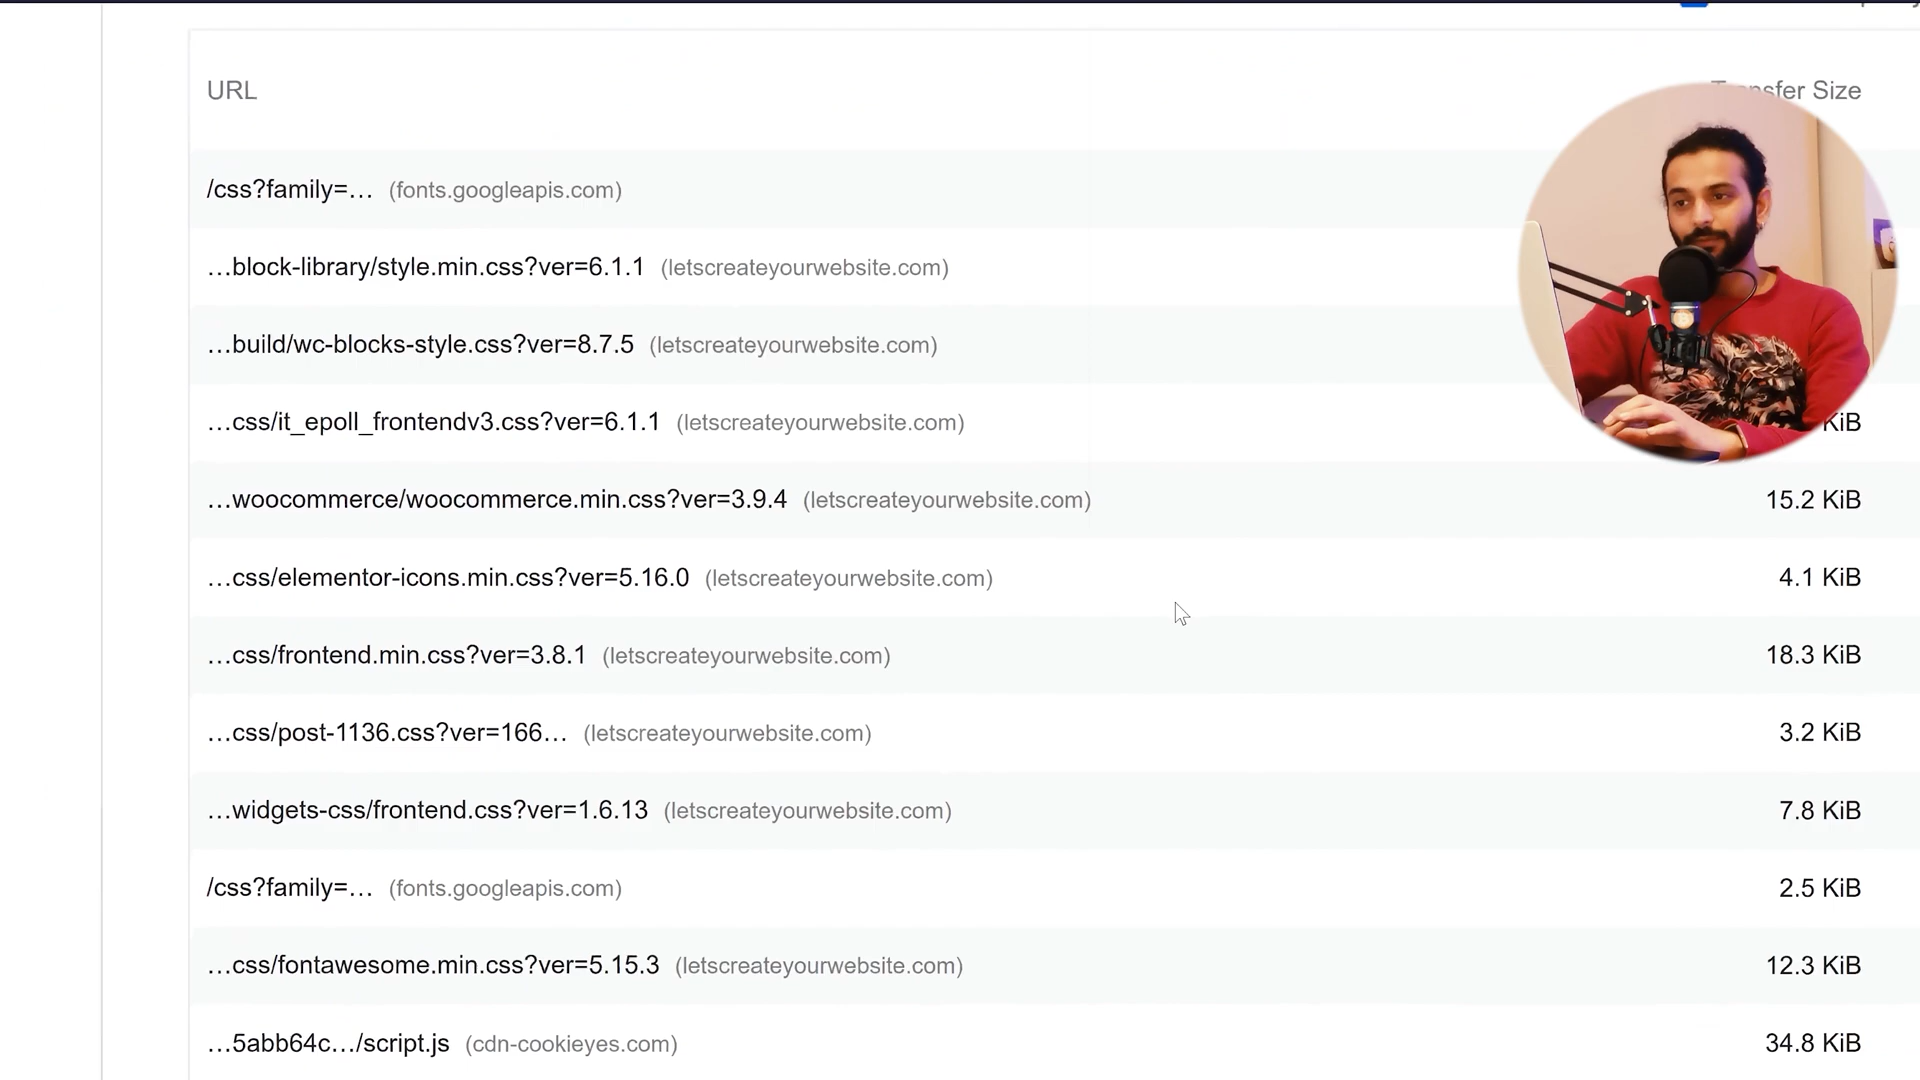 URL Transfer Size
/css?family=… (fonts.googleapis.com)
…block-library/style.min.css?ver=6.1.1 (letscreateyourwebsite.com)
…build/wc-blocks-style.css?ver=8.7.5 (letscreateyourwebsite.com)
…css/it_epoll_frontendv3.css?ver=6.1.1 (letscreateyourwebsite.com) KiB
…woocommerce/woocommerce.min.css?ver=3.9.4 (letscreateyourwebsite.com) 15.2 KiB
…css/elementor-icons.min.css?ver=5.16.0 (letscreateyourwebsite.com) 4.1 KiB
…css/frontend.min.css?ver=3.8.1 (letscreateyourwebsite.com) 18.3 KiB
…css/post-1136.css?ver=166… (letscreateyourwebsite.com) 3.2 KiB
…widgets-css/frontend.css?ver=1.6.13 (letscreateyourwebsite.com) 7.8 KiB
/css?family=… (fonts.googleapis.com) 2.5 KiB
…css/fontawesome.min.css?ver=5.15.3 (letscreateyourwebsite.com) 12.3 KiB
…5abb64c…/script.js (cdn-cookieyes.com) 34.8 KiB